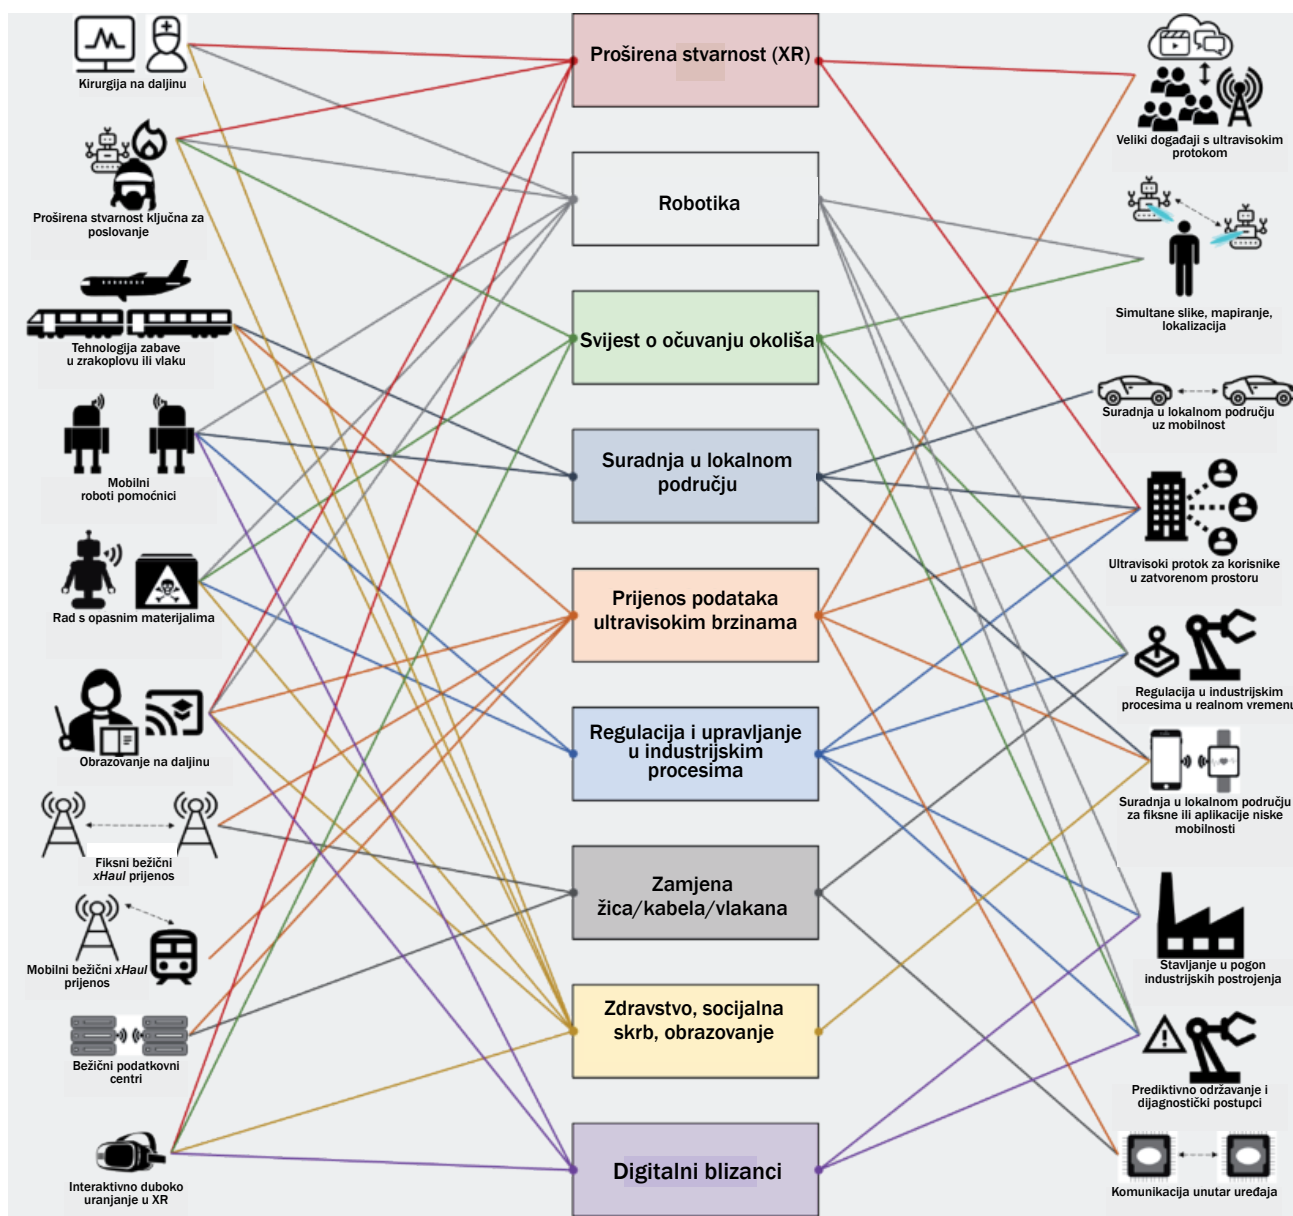 Kirurgija na daljinu
Proširena stvarnost ključna za
poslovanje
Tehnologija zabave
u zrakoplovu ili vlaku
Mobilni
roboti pomoćnici
Rad s opasnim materijalima
Obrazovanje na daljinu
Fiksni bežični
xHaul prijenos
Mobilni bežični xHaul
prijenos
Bežični podatkovni
centri
Interaktivno duboko
uranjanje u XR
Proširena stvarnost (XR)
Robotika
Svijest o očuvanju okoliša
Suradnja u lokalnom
području
Prijenos podataka
ultravisokim brzinama
Regulacija i upravljanje
u industrijskim
procesima
Zamjena
žica/kabela/vlakana
Zdravstvo, socijalna
skrb, obrazovanje
Digitalni blizanci
Veliki događaji s ultravisokim
protokom
Simultane slike, mapiranje,
lokalizacija
Suradnja u lokalnom području
uz mobilnost
Ultravisoki protok za korisnike
u zatvorenom prostoru
Regulacija u industrijskim
procesima u realnom vremenu
Suradnja u lokalnom području
za fiksne ili aplikacije niske
mobilnosti
Stavljanje u pogon
industrijskih postrojenja
Prediktivno održavanje i
dijagnostički postupci
Komunikacija unutar uređaja